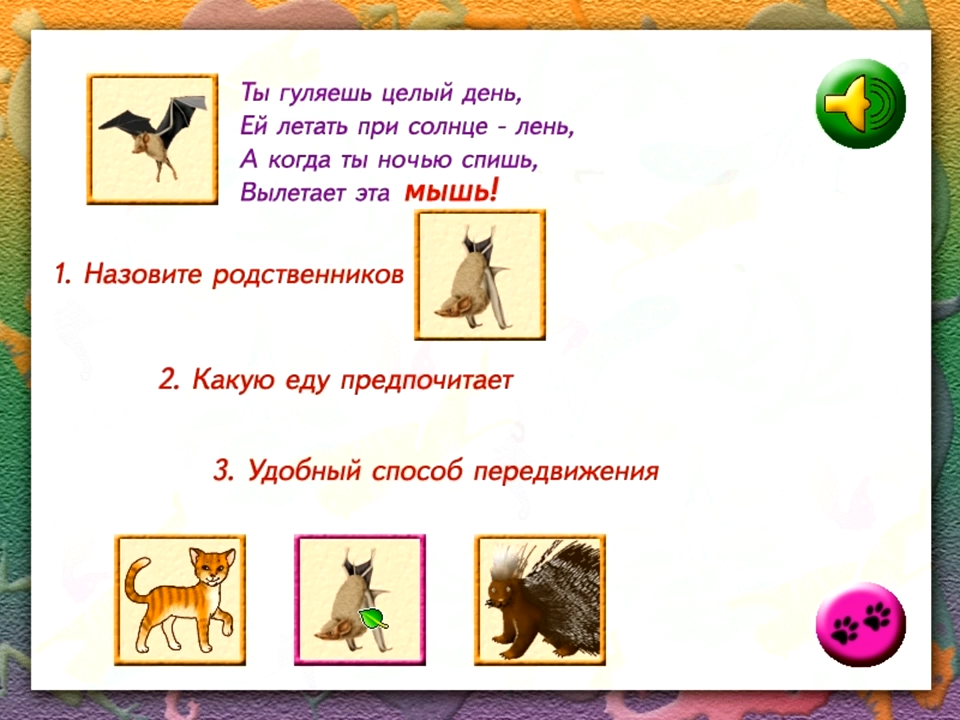 Ты гуляешь целый день,
Ей летать при солнце - лень,
А когда ты ночью спишь,
Вылетает эта мышь!
1. Назовите родственников
2. Какую еду предпочитает
3. Удобный способ передвижения